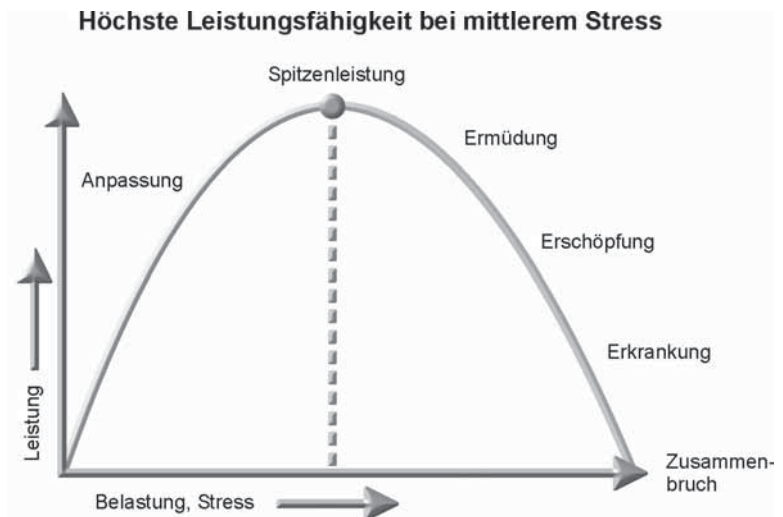 Höchste Leistungsfähigkeit bei mittlerem Stress
Spitzenleistung
Ermüdung
Anpassung
Erschöpfung
Erkrankung
Leistung
Zusammen-
bruch
Belastung, Stress